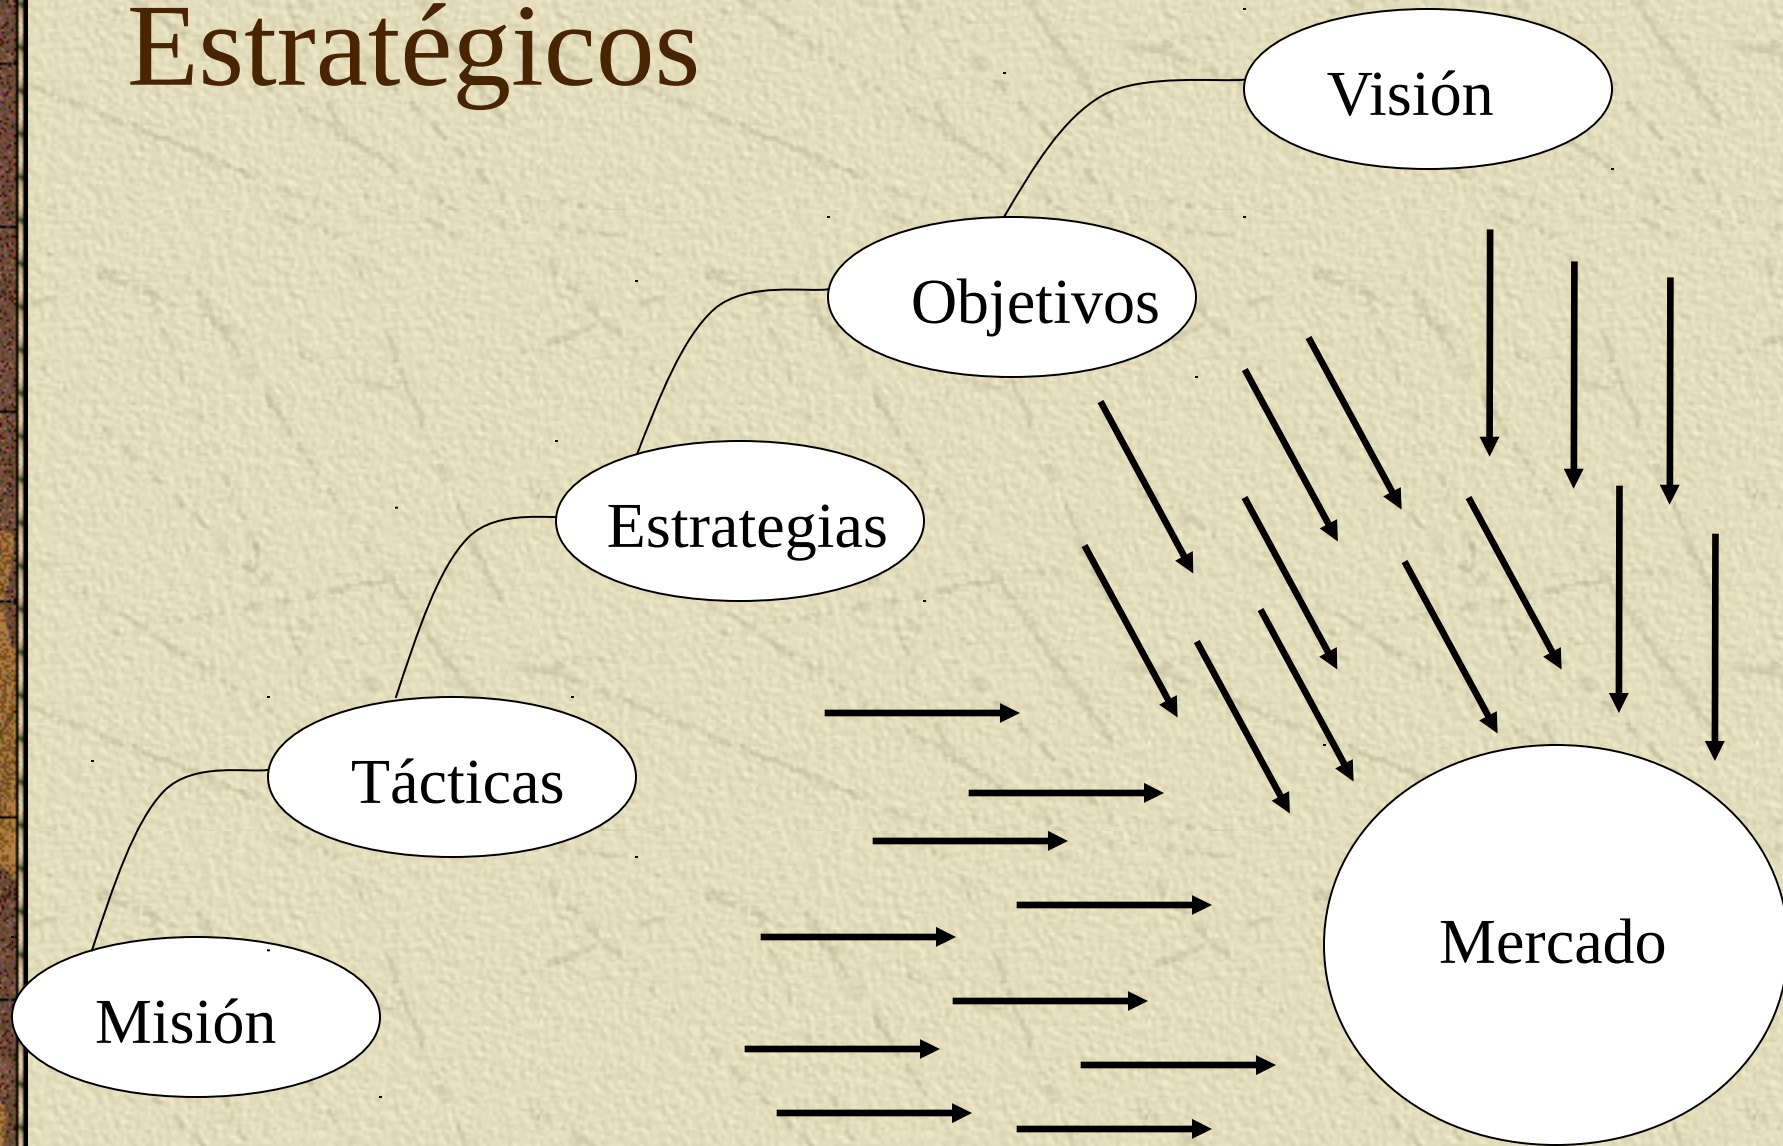 Estratégicos
Visión
Objetivos
Estrategias
Tácticas
Mercado
Misión